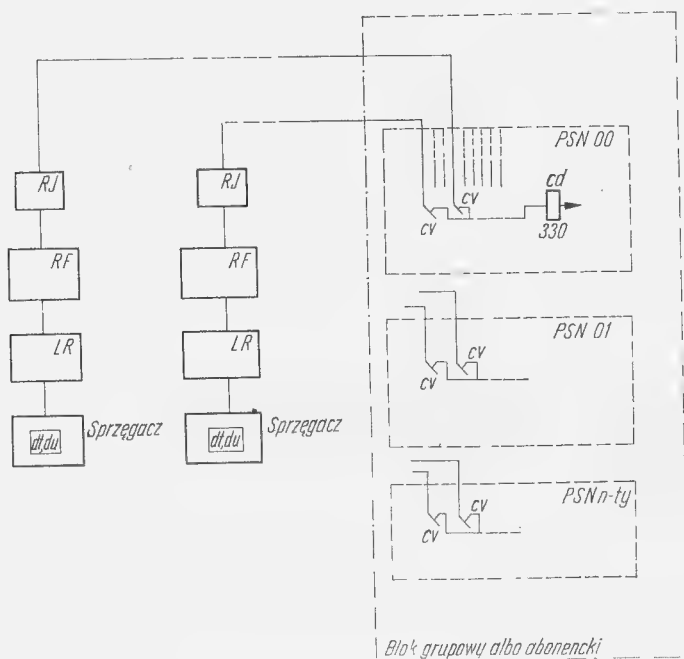 PSN 00
RJ
RJ
cd
cv
cv
330
RF
RF
PSN 01
LR
LR
cv
cv
Sprzęgacz
Sprzęgacz
dt,du
dt,du
PSN n-ty
cv
cv
Blok grupowy albo abonencki